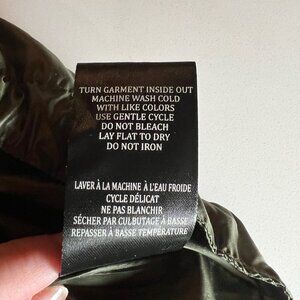 TURN GARMENT INSIDE OUT
MACHINE WASH COLD
WITH LIKE COLORS
USE GENTLE CYCLE
DO NOT BLEACH
LAY FLAT TO DRY
DO NOT IRON
LAVER À LA MACHINE À L'EAU FROIDE
CYCLE DÉLICAT
NE PAS BLANCHIR
SÉCHER PAR CULBUTAGE À BASSE
REPASSER À BASSE TEMPÉRATURE